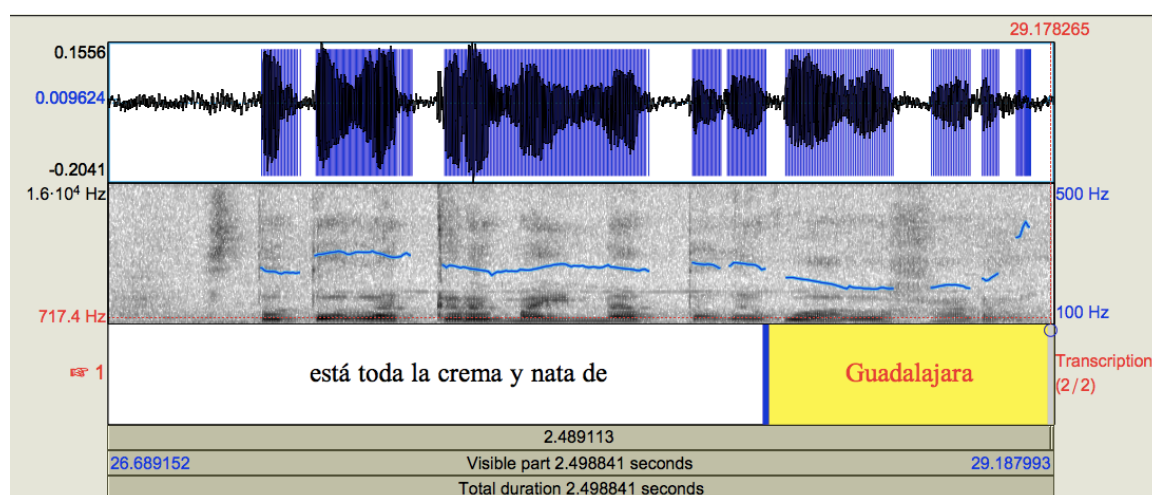 29.178265
0.1556
0.009624
-0.2041
1.6·10⁴ Hz
500 Hz
717.4 Hz
100 Hz
☞ 1
está toda la crema y nata de
Guadalajara
Transcription
(2/2)
2.489113
26.689152
Visible part 2.498841 seconds
29.187993
Total duration 2.498841 seconds